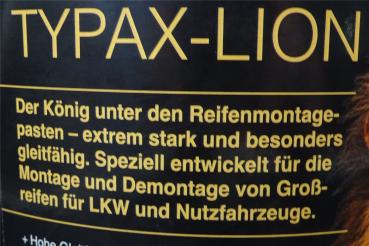 TYPAX-LION
Der König unter den Reifenmontage-
pasten – extrem stark und besonders
gleitfähig. Speziell entwickelt für die
Montage und Demontage von Groß-
reifen für LKW und Nutzfahrzeuge.
+ Hohe